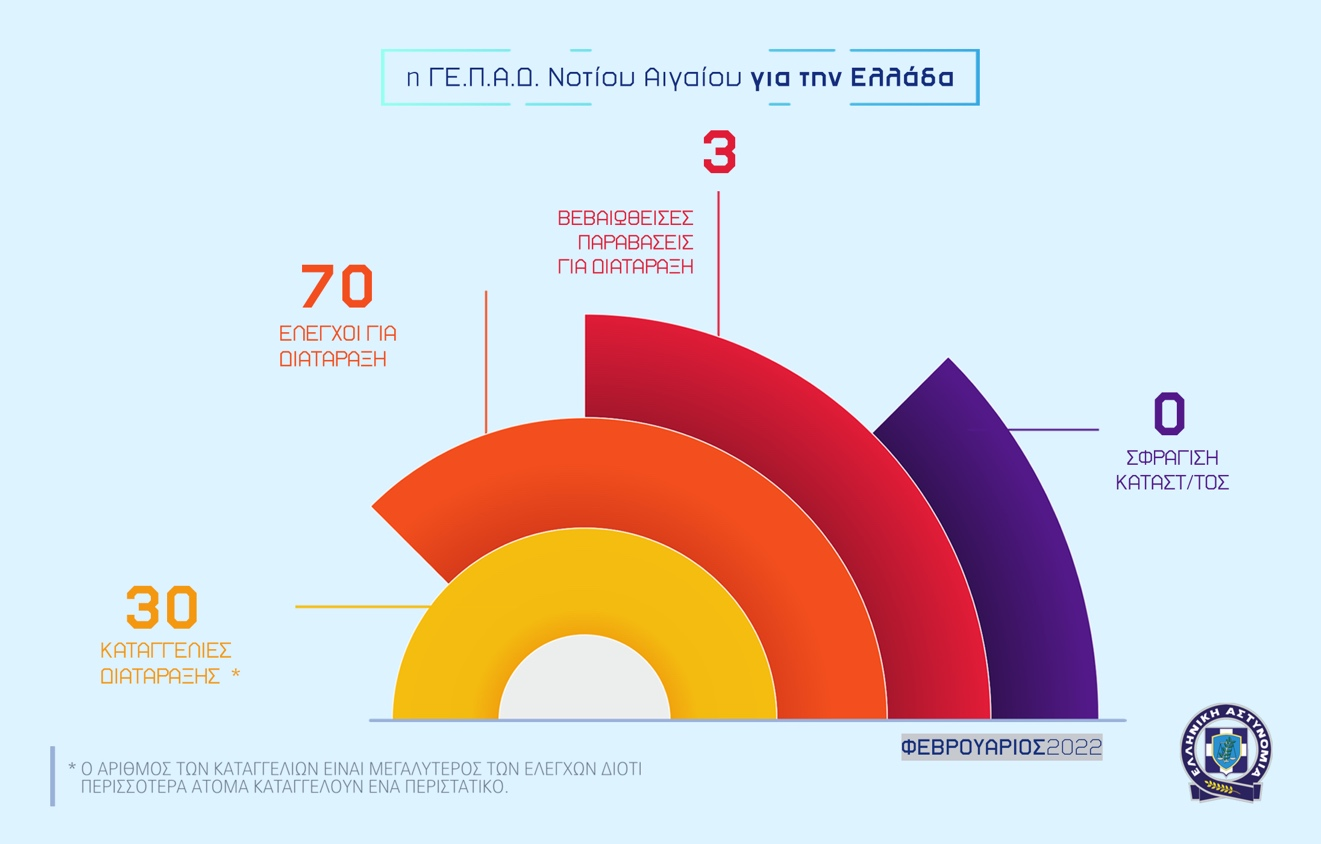 η ΓΕ.Π.Α.Δ. Νοτίου Αιγαίου για την Ελλάδα
3
ΒΕΒΑΙΩΘΕΙΣΕΣ
ΠΑΡΑΒΑΣΕΙΣ
ΓΙΑ ΔΙΑΤΑΡΑΞΗ
70
ΕΛΕΓΧΟΙ ΓΙΑ
ΔΙΑΤΑΡΑΞΗ
0
ΣΦΡΑΓΙΣΗ
ΚΑΤΑΣΤ/ΤΟΣ
30
ΚΑΤΑΓΓΕΛΙΕΣ
ΔΙΑΤΑΡΑΞΗΣ *
ΦΕΒΡΟΥΑΡΙΟΣ2022
* Ο ΑΡΙΘΜΟΣ ΤΩΝ ΚΑΤΑΓΓΕΛΙΩΝ ΕΙΝΑΙ ΜΕΓΑΛΥΤΕΡΟΣ ΤΩΝ ΕΛΕΓΧΩΝ ΔΙΟΤΙ
ΠΕΡΙΣΣΟΤΕΡΑ ΑΤΟΜΑ ΚΑΤΑΓΓΕΛΟΥΝ ΕΝΑ ΠΕΡΙΣΤΑΤΙΚΟ.
ΕΛΛΗΝΙΚΗ ΑΣΤΥΝΟΜΙΑ